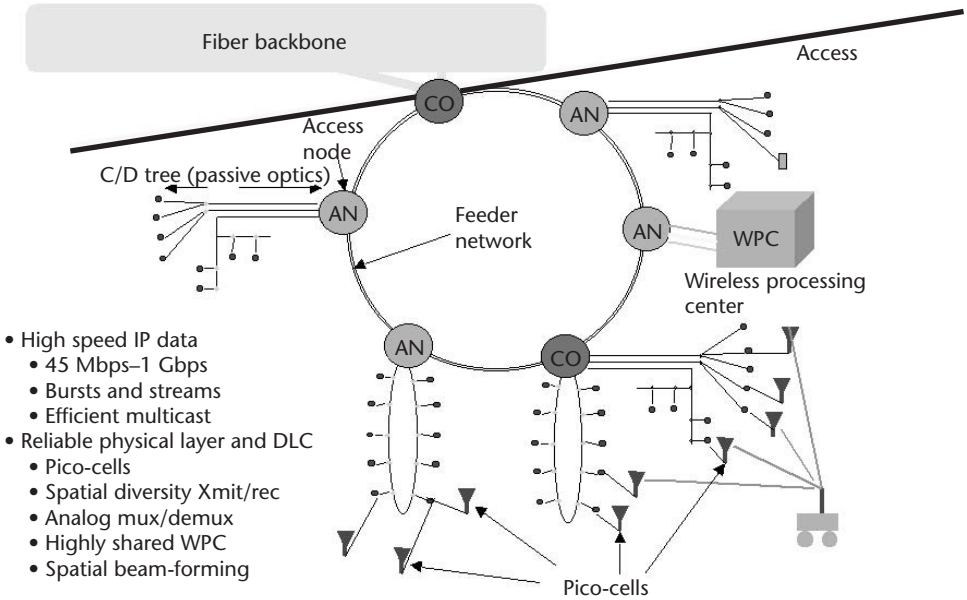 Fiber backbone
Access
CO
AN
Access
node
C/D tree (passive optics)
AN
Feeder
network
AN
WPC
Wireless processing
center
AN
CO
• High speed IP data
• 45 Mbps–1 Gbps
• Bursts and streams
• Efficient multicast
• Reliable physical layer and DLC
• Pico-cells
• Spatial diversity Xmit/rec
• Analog mux/demux
• Highly shared WPC
• Spatial beam-forming
Pico-cells